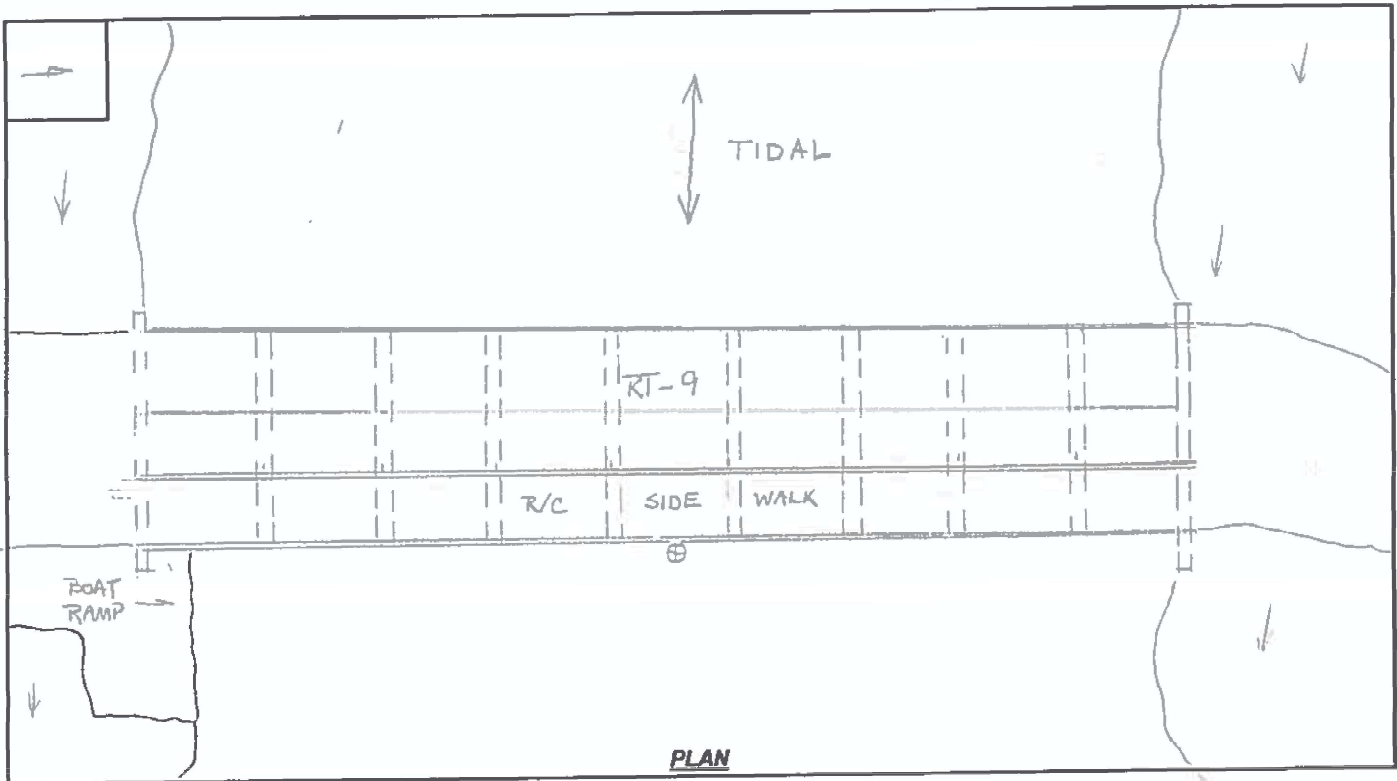 TIDAL
RT-9
R/C SIDE WALK
BOAT
RAMP
PLAN